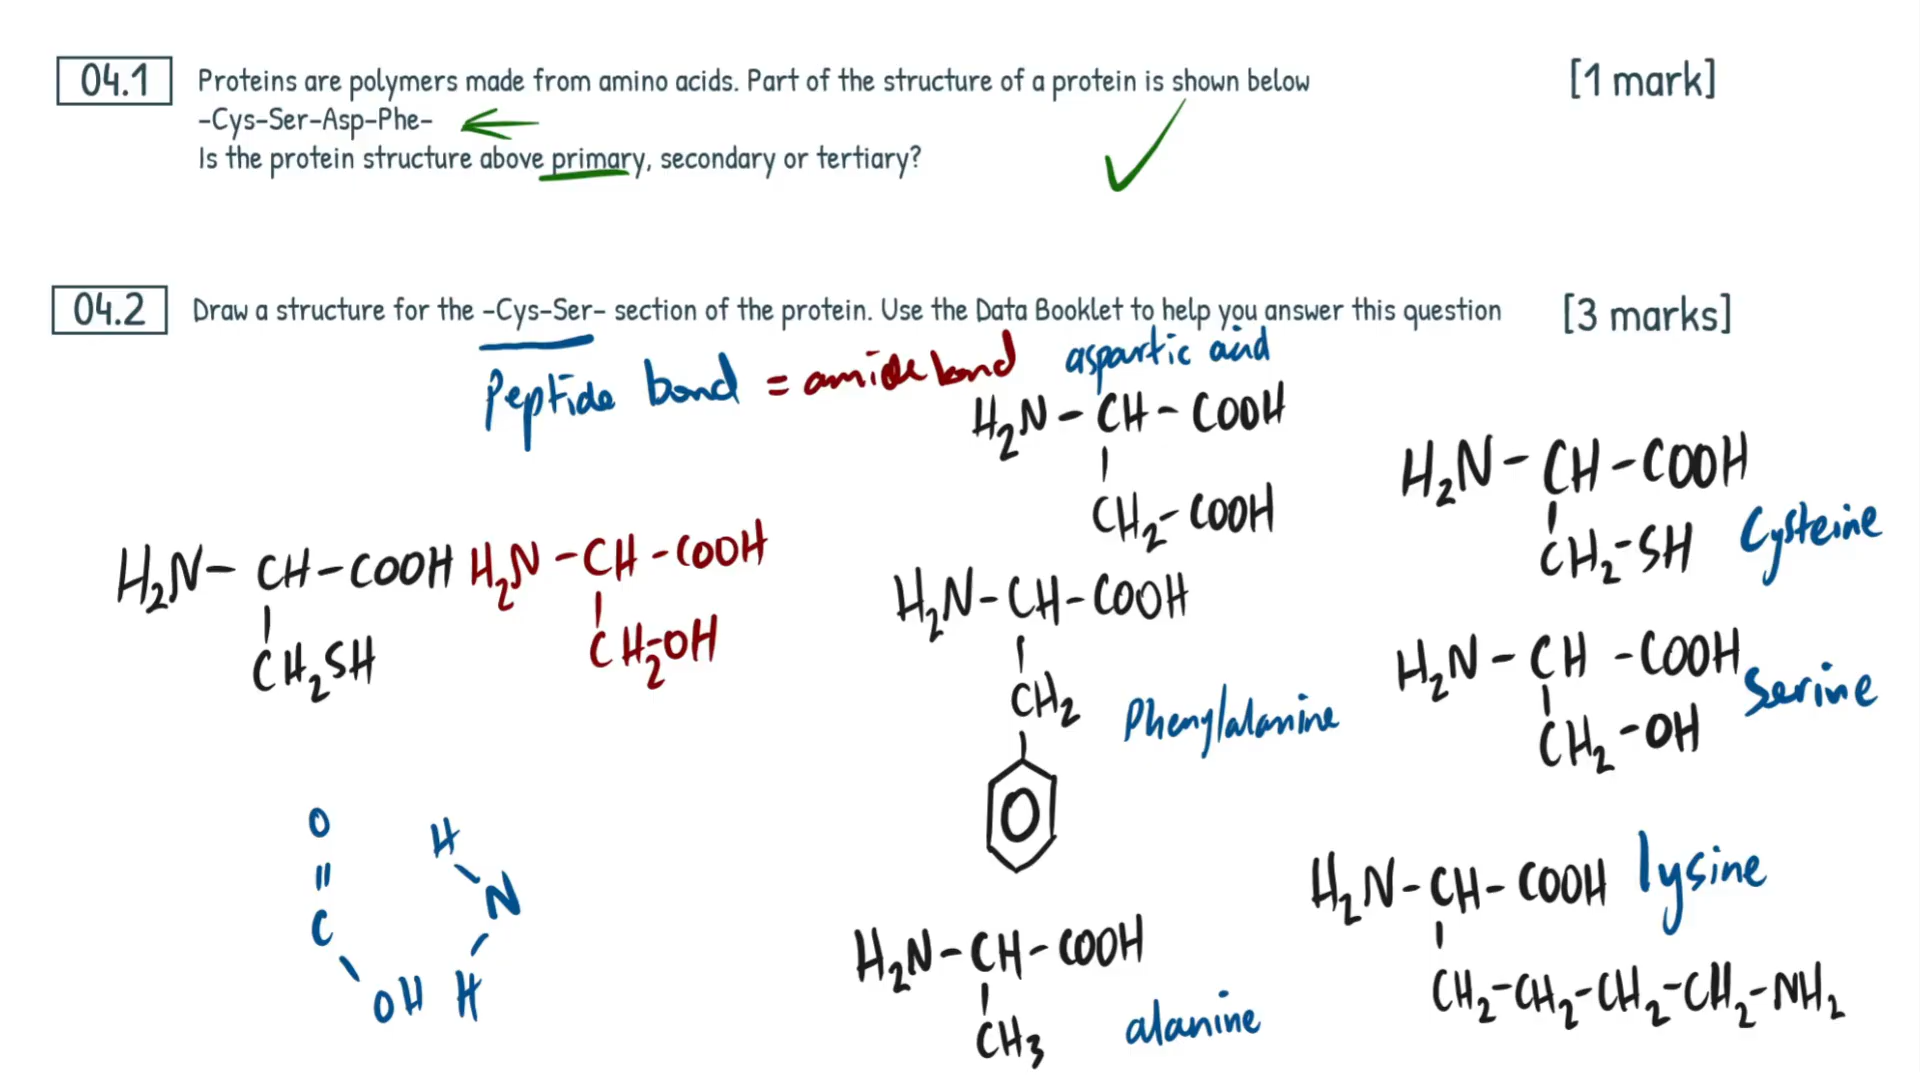 04.1 Proteins are polymers made from amino acids. Part of the structure of a protein is shown below [1 mark]
-Cys-Ser-Asp-Phe-
Is the protein structure above primary, secondary or tertiary?
04.2 Draw a structure for the -Cys-Ser- section of the protein. Use the Data Booklet to help you answer this question [3 marks]
Peptide bond = amide bond
aspartic acid
H₂N - CH - COOH
CH₂ - COOH
H₂N - CH - COOH
CH₂ - SH Cysteine
H₂N - CH - COOH
CH₂SH
H₂N - CH - COOH
CH₂-OH
H₂N - CH - COOH
CH₂
Phenylalanine
H₂N - CH - COOH
Serine
CH₂ - OH
O
=
C
OH
H
N
H
H₂N - CH - COOH
CH₃
alanine
H₂N - CH - COOH lysine
CH₂-CH₂-CH₂-CH₂-NH₂